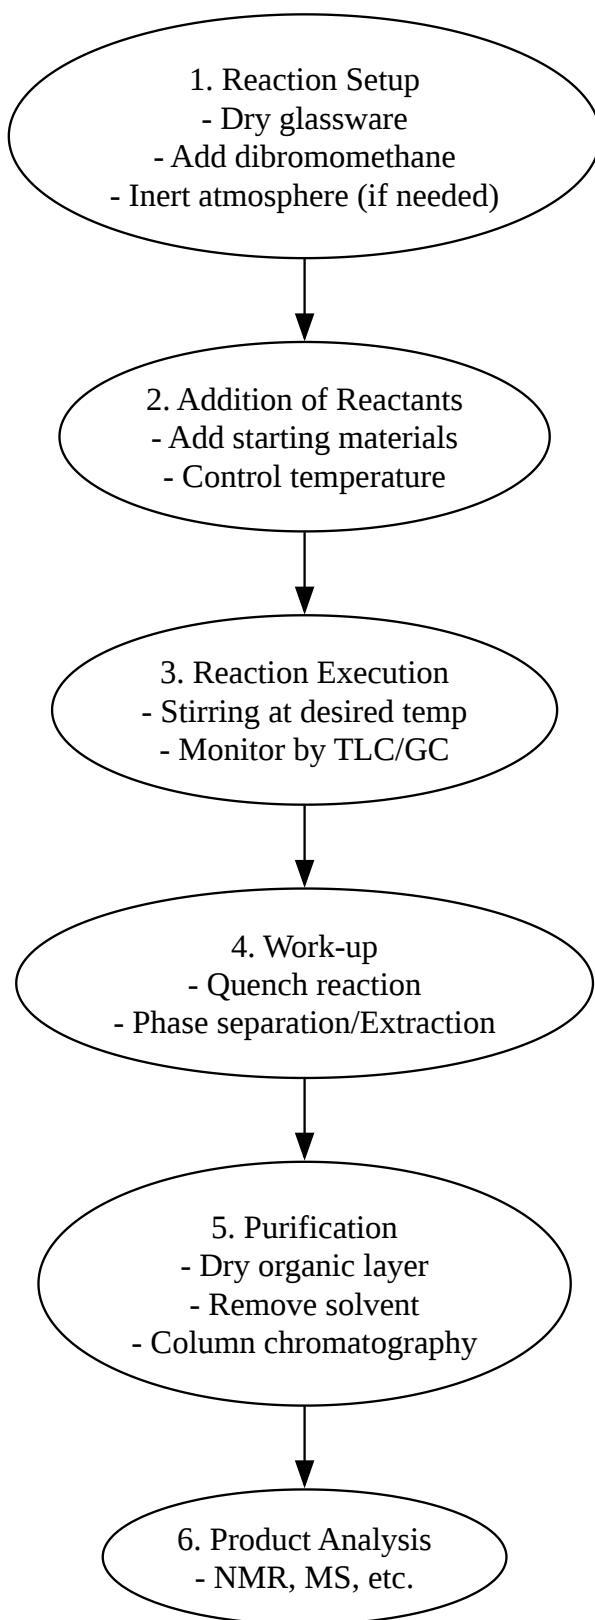 1. Reaction Setup
- Dry glassware
- Add dibromomethane
- Inert atmosphere (if needed)
2. Addition of Reactants
- Add starting materials
- Control temperature
3. Reaction Execution
- Stirring at desired temp
- Monitor by TLC/GC
4. Work-up
- Quench reaction
- Phase separation/Extraction
5. Purification
- Dry organic layer
- Remove solvent
- Column chromatography
6. Product Analysis
- NMR, MS, etc.